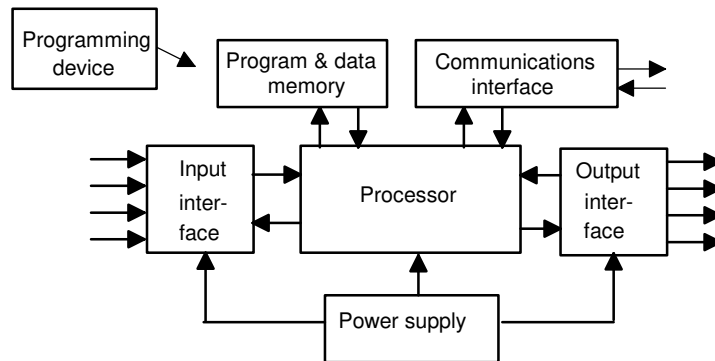 Programming
device
Program & data
memory
Communications
interface
Input
inter-
face
Processor
Output
inter-
face
Power supply